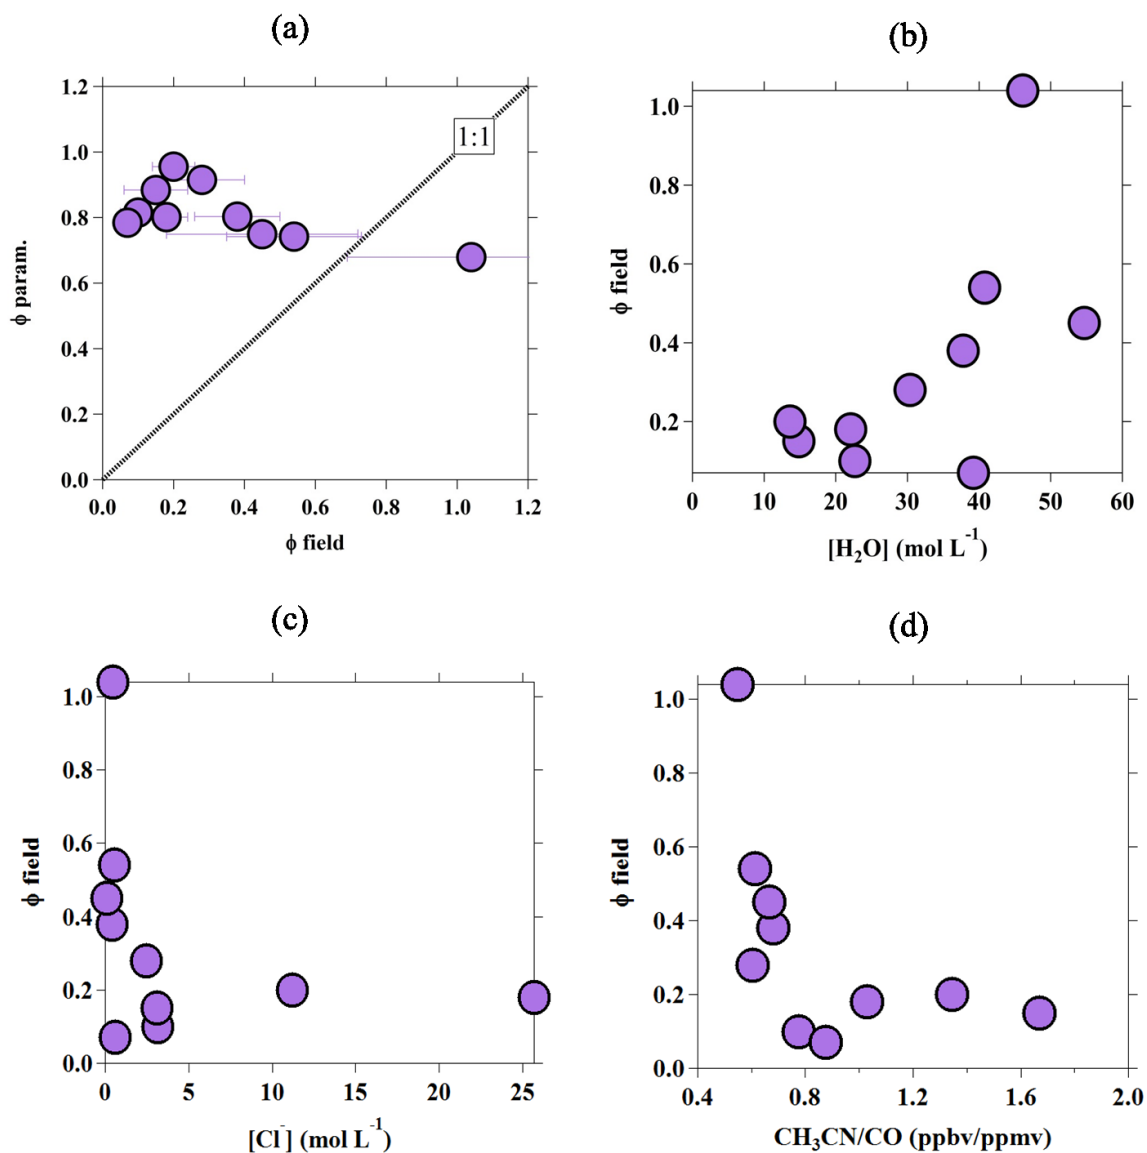 (a)
1.2
1.0
0.8
0.6
0.4
0.2
0.0
ϕ param.
1:1
0.0 0.2 0.4 0.6 0.8 1.0 1.2
ϕ field
(b)
1.0
0.8
0.6
0.4
0.2
ϕ field
0 10 20 30 40 50 60
[H₂O] (mol L⁻¹)
(c)
1.0
0.8
0.6
0.4
0.2
0.0
ϕ field
0 5 10 15 20 25
[Cl⁻] (mol L⁻¹)
(d)
1.0
0.8
0.6
0.4
0.2
0.0
ϕ field
0.4 0.8 1.2 1.6 2.0
CH₃CN/CO (ppbv/ppmv)